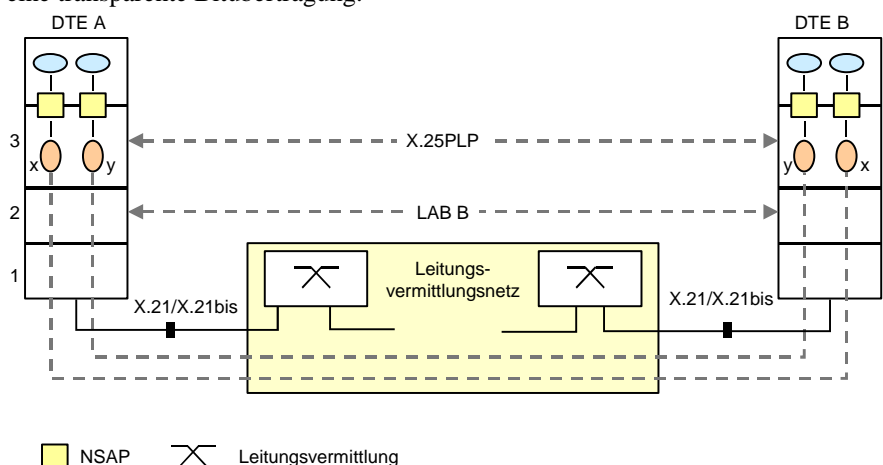 eine transparente Bitübertragung.
DTE A
DTE B
3
X.25PLP
x
y
y
x
2
LAB B
1
Leitungs-
vermittlungsnetz
X.21/X.21bis
X.21/X.21bis
NSAP
Leitungsvermittlung